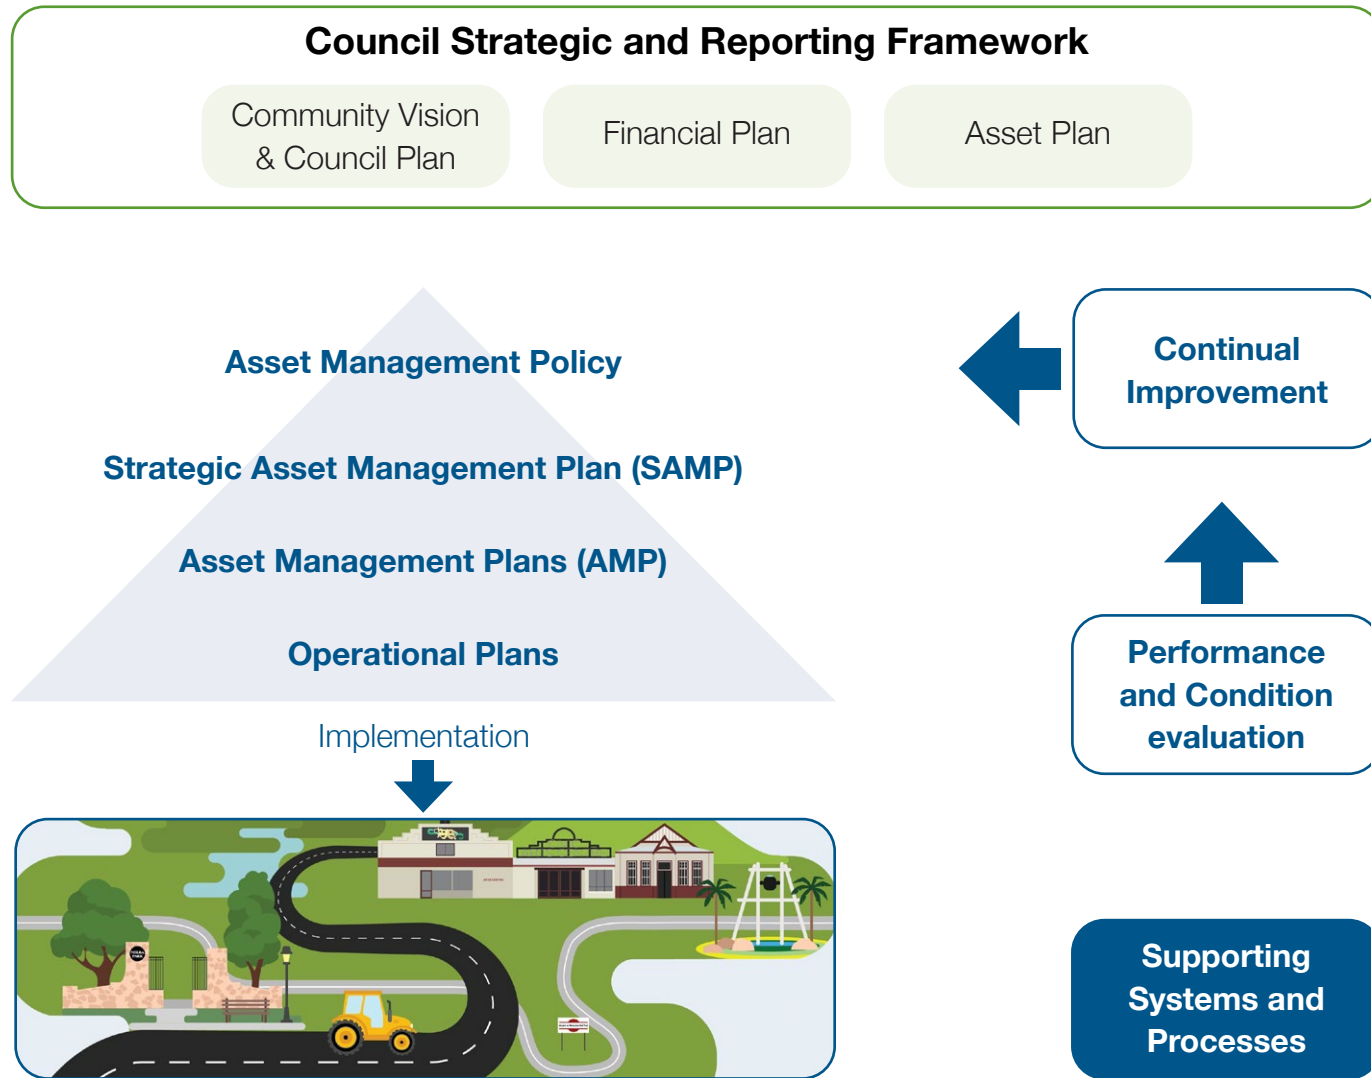 Council Strategic and Reporting Framework
Community Vision
& Council Plan
Financial Plan
Asset Plan
Asset Management Policy
Strategic Asset Management Plan (SAMP)
Asset Management Plans (AMP)
Operational Plans
Implementation
Continual
Improvement
Performance
and Condition
evaluation
Supporting
Systems and
Processes